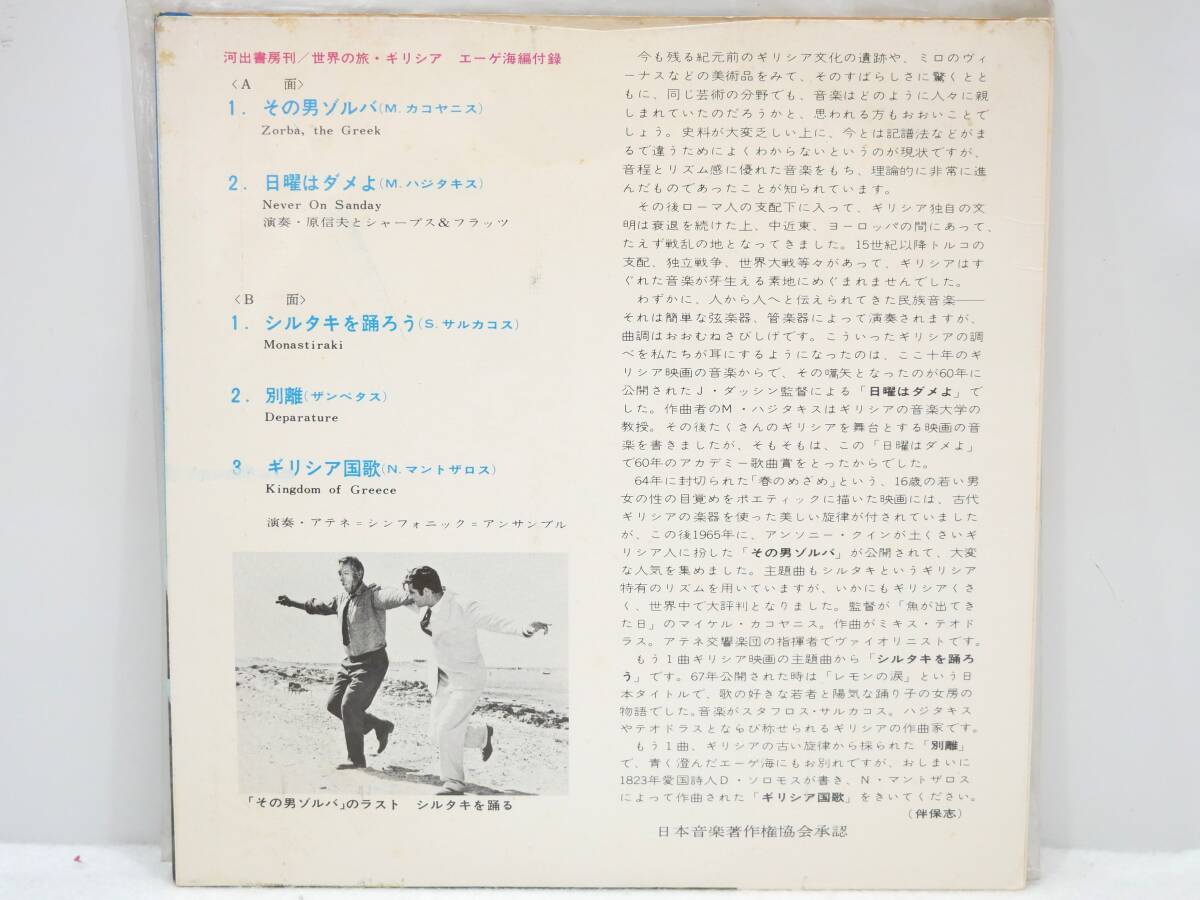 河出書房刊/世界の旅・ギリシア　エーゲ海編付録
〈A　面〉
1. その男ゾルバ(M. カコヤニス)
Zorba, the Greek
2. 日曜はダメよ(M. ハジタキス)
Never On Sanday
演奏・原信夫とシャープス&フラッツ
〈B　面〉
1. シルタキを踊ろう(S. サルカコス)
Monastiraki
2. 別離(ザンベタス)
Deparature
3. ギリシア国歌(N. マントザロス)
Kingdom of Greece
演奏・アテネ=シンフォニック=アンサンブル
「その男ゾルバ」のラスト　シルタキを踊る
今も残る紀元前のギリシア文化の遺跡や、ミロのヴィ
ーナスなどの美術品をみて、そのすばらしさに驚くとと
もに、同じ芸術の分野でも、音楽はどのように人々に親
しまれていたのだろうかと、思われる方もおおいことで
しょう。史料が大変乏しい上に、今とは記譜法などがま
るで違うためによくわからないというのが現状ですが、
音程とリズム感に優れた音楽をもち、理論的に非常に進
んだものであったことが知られています。
その後ローマ人の支配下に入って、ギリシア独自の文
明は衰退を続けた上、中近東、ヨーロッパの間にあって、
たえず戦乱の地となってきました。15世紀以降トルコの
支配、独立戦争、世界大戦等々があって、ギリシアはす
ぐれた音楽が芽生える素地にめぐまれませんでした。
わずかに、人から人へと伝えられてきた民族音楽——
それは簡単な弦楽器、管楽器によって演奏されますが、
曲調はおおむねさびしげです。こういったギリシアの調
べを私たちが耳にするようになったのは、ここ十年のギ
リシア映画の音楽からで、その嚆矢となったのが60年に
公開されたJ・ダッシン監督による「日曜はダメよ」で
した。作曲者のM・ハジタキスはギリシアの音楽大学の
教授。その後たくさんのギリシアを舞台とする映画の音
楽を書きましたが、そもそもは、この「日曜はダメよ」
で60年のアカデミー歌曲賞をとったからでした。
64年に封切られた「春のめざめ」という、16歳の若い男
女の性の目覚めをポエティックに描いた映画には、古代
ギリシアの楽器を使った美しい旋律が付されていました
が、この後1965年に、アンソニー・クインが土くさいギ
リシア人に扮した「その男ゾルバ」が公開されて、大変
な人気を集めました。主題曲もシルタキというギリシア
特有のリズムを用いていますが、いかにもギリシアくさ
く、世界中で大評判となりました。監督が「魚が出てき
た日」のマイケル・カコヤニス。作曲がミキス・テオド
ラス。アテネ交響楽団の指揮者でヴァイオリニストです。
もう1曲ギリシア映画の主題曲から「シルタキを踊ろ
う」です。67年公開された時は「レモンの涙」という日
本タイトルで、歌の好きな若者と陽気な踊り子の女房の
物語でした。音楽がスタフロス・サルカコス。ハジタキス
やテオドラスとならび称せられるギリシアの作曲家です。
もう1曲、ギリシアの古い旋律から採られた「別離」
で、青く澄んだエーゲ海にもお別れですが、おしまいに
1823年愛国詩人D・ソロモスが書き、N・マントザロス
によって作曲された「ギリシア国歌」をきいてください。
(伴保志)
日本音楽著作権協会承認